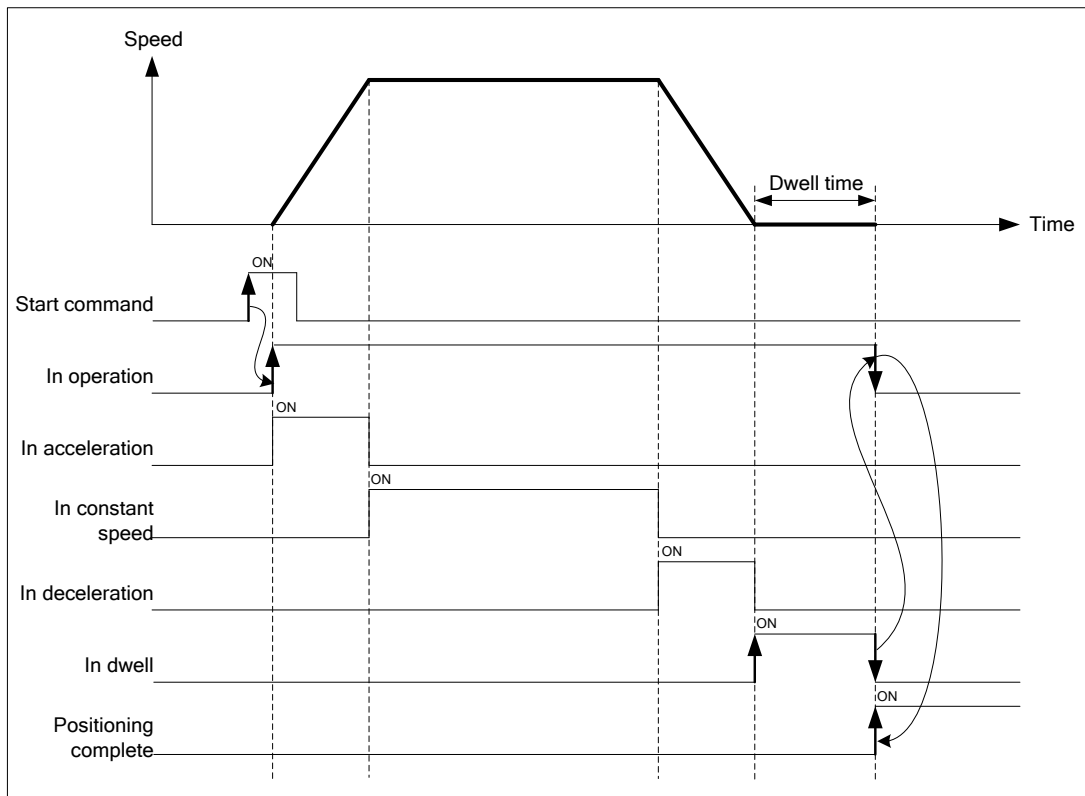 Speed
Dwell time
Time
ON
Start command
In operation
ON
In acceleration
ON
In constant
speed
ON
In deceleration
ON
In dwell
ON
Positioning
complete